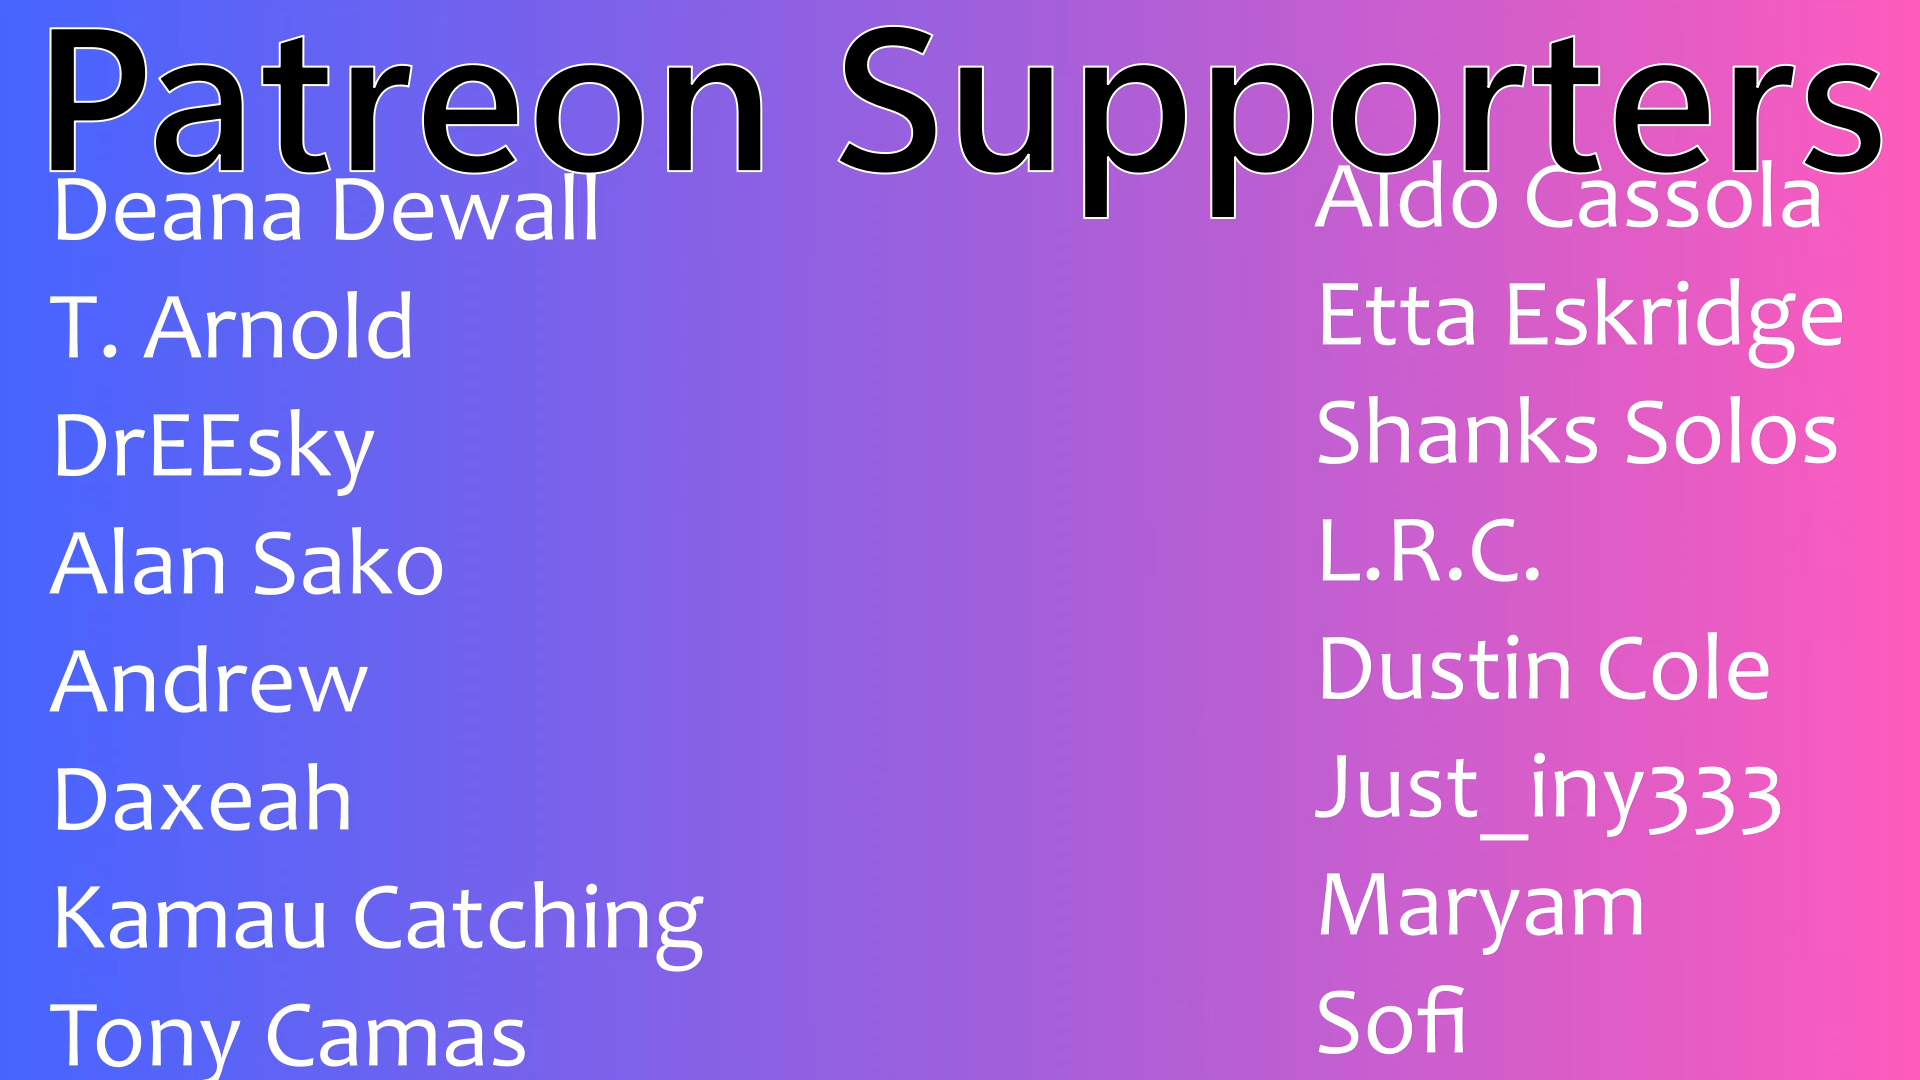 Patreon Supporters
Deana Dewall
T. Arnold
DrEEsky
Alan Sako
Andrew
Daxeah
Kamau Catching
Tony Camas
Aldo Cassola
Etta Eskridge
Shanks Solos
L.R.C.
Dustin Cole
Just_iny333
Maryam
Sofi